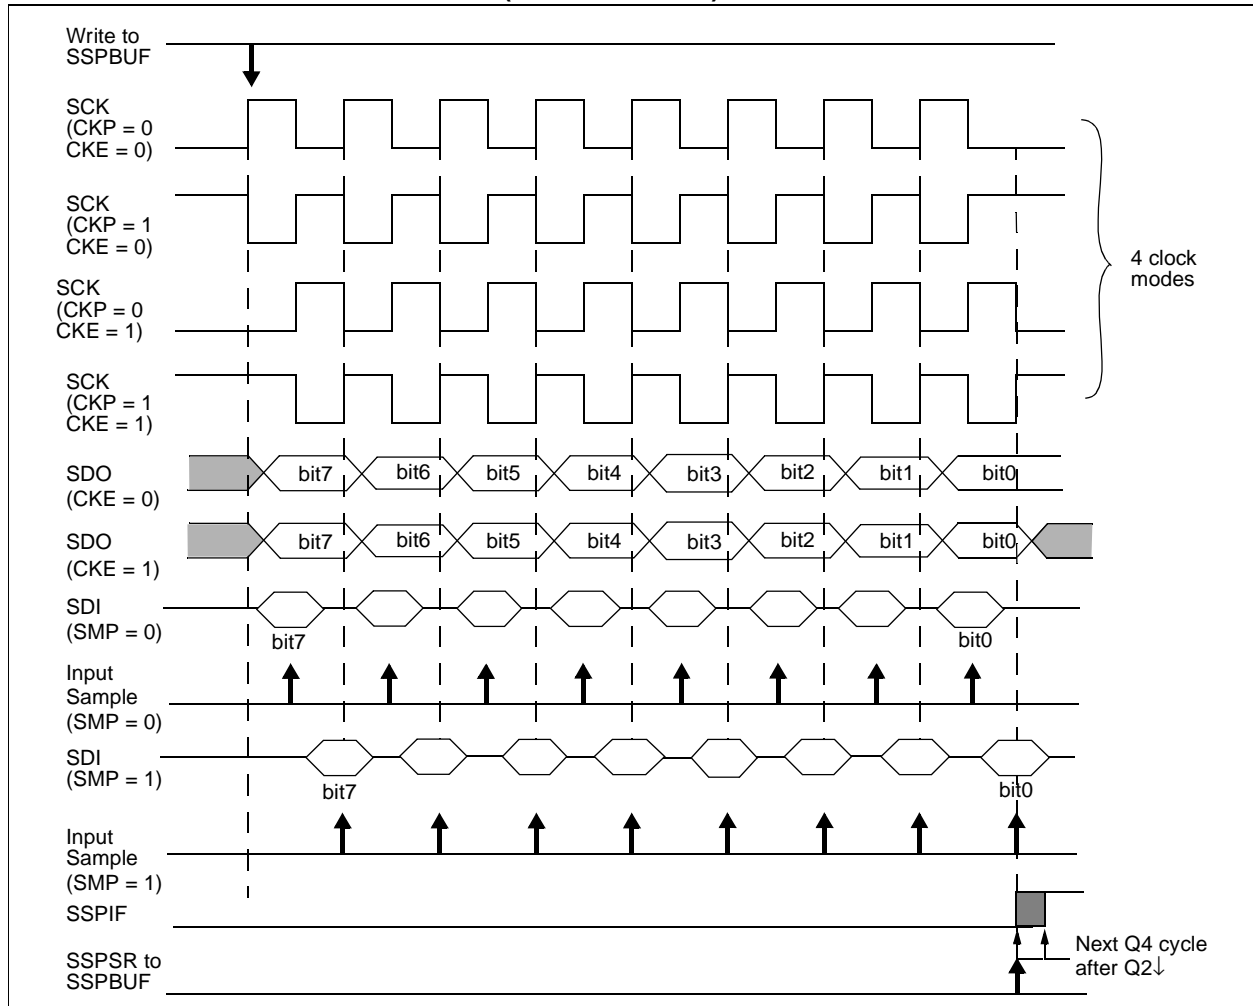 Write to
SSPBUF
SCK
(CKP = 0
CKE = 0)
SCK
(CKP = 1
CKE = 0)
4 clock
modes
SCK
(CKP = 0
CKE = 1)
SCK
(CKP = 1
CKE = 1)
SDO
(CKE = 0)
bit7 bit6 bit5 bit4 bit3 bit2 bit1 bit0
SDO
(CKE = 1)
bit7 bit6 bit5 bit4 bit3 bit2 bit1 bit0
SDI
(SMP = 0)
bit7 bit0
Input
Sample
(SMP = 0)
SDI
(SMP = 1)
bit7 bit0
Input
Sample
(SMP = 1)
SSPIF
Next Q4 cycle
after Q2↓
SSPSR to
SSPBUF